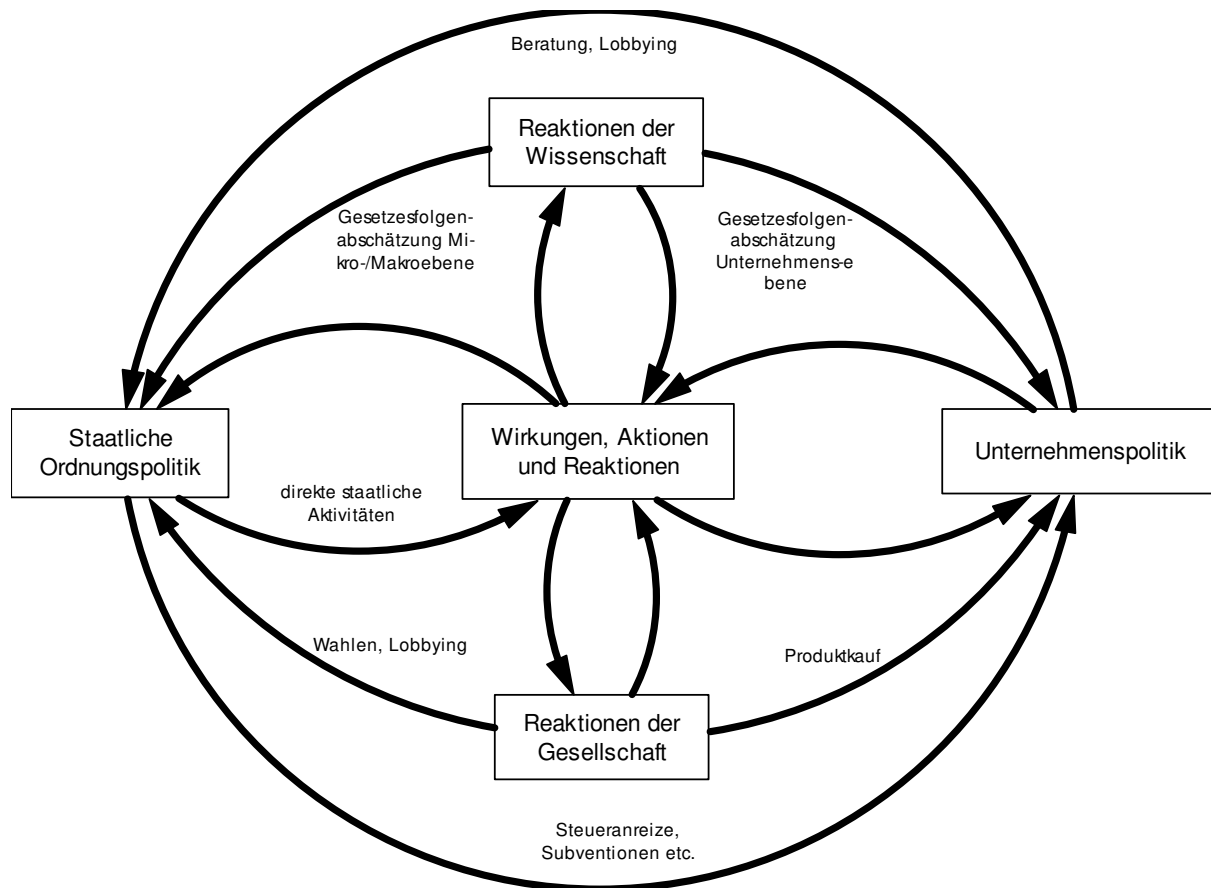 Beratung, Lobbying
Reaktionen der
Wissenschaft
Gesetzesfolgen-
abschätzung Mi-
kro-/Makroebene
Gesetzesfolgen-
abschätzung
Unternehmens-e
bene
Staatliche
Ordnungspolitik
Wirkungen, Aktionen
und Reaktionen
Unternehmenspolitik
direkte staatliche
Aktivitäten
Wahlen, Lobbying
Produktkauf
Reaktionen der
Gesellschaft
Steueranreize,
Subventionen etc.